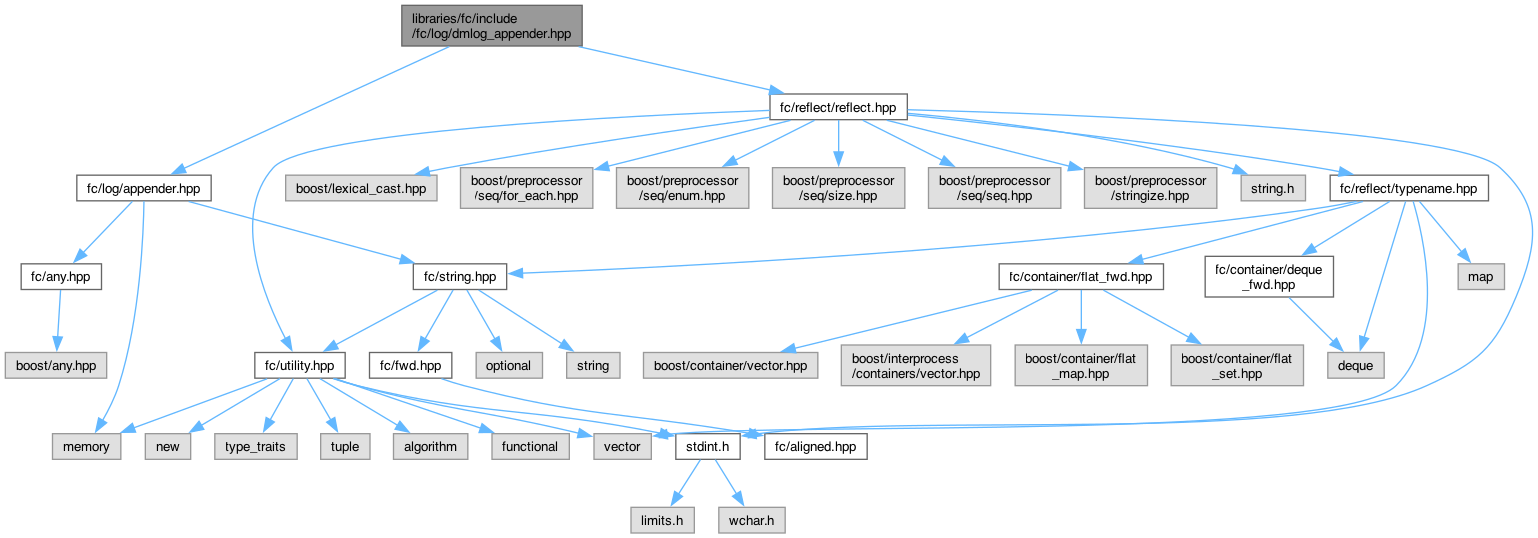 libraries/fc/include
/fc/log/dmlog_appender.hpp
fc/reflect/reflect.hpp
fc/log/appender.hpp
boost/lexical_cast.hpp
boost/preprocessor
/seq/for_each.hpp
boost/preprocessor
/seq/enum.hpp
boost/preprocessor
/seq/size.hpp
boost/preprocessor
/seq/seq.hpp
boost/preprocessor
/stringize.hpp
string.h
fc/reflect/typename.hpp
fc/any.hpp
fc/string.hpp
fc/container/flat_fwd.hpp
fc/container/deque
_fwd.hpp
map
boost/any.hpp
fc/utility.hpp
fc/fwd.hpp
optional
string
boost/container/vector.hpp
boost/interprocess
/containers/vector.hpp
boost/container/flat
_map.hpp
boost/container/flat
_set.hpp
deque
memory
new
type_traits
tuple
algorithm
functional
vector
stdint.h
fc/aligned.hpp
limits.h
wchar.h